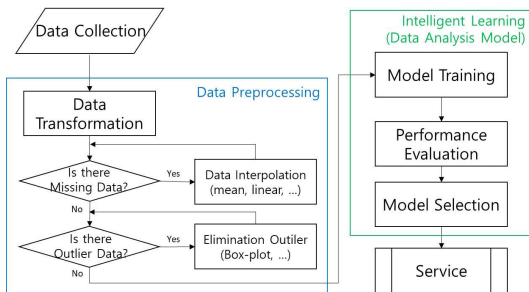 Data Collection
Data Preprocessing
Data
Transformation
Is there
Missing Data?
Yes
Data Interpolation
(mean, linear, ...)
No
Is there
Outlier Data?
Yes
Elimination Outiler
(Box-plot, ...)
No
Intelligent Learning
(Data Analysis Model)
Model Training
Performance
Evaluation
Model Selection
Service